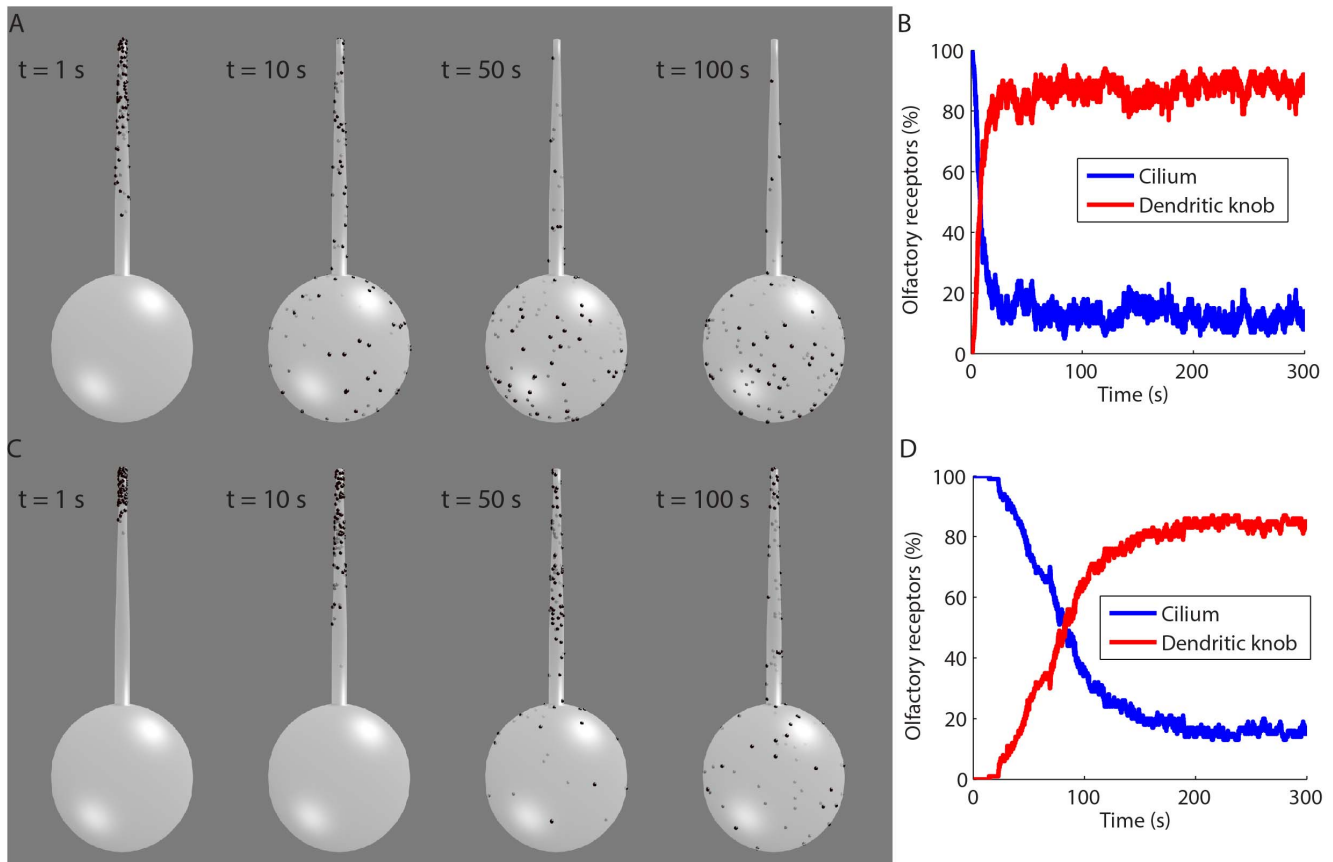 A
t = 1 s
t = 10 s
t = 50 s
t = 100 s
B
100
80
60
40
20
0
Olfactory receptors (%)
Cilium
Dendritic knob
0
100
200
300
Time (s)
C
t = 1 s
t = 10 s
t = 50 s
t = 100 s
D
100
80
60
40
20
0
Olfactory receptors (%)
Cilium
Dendritic knob
0
100
200
300
Time (s)